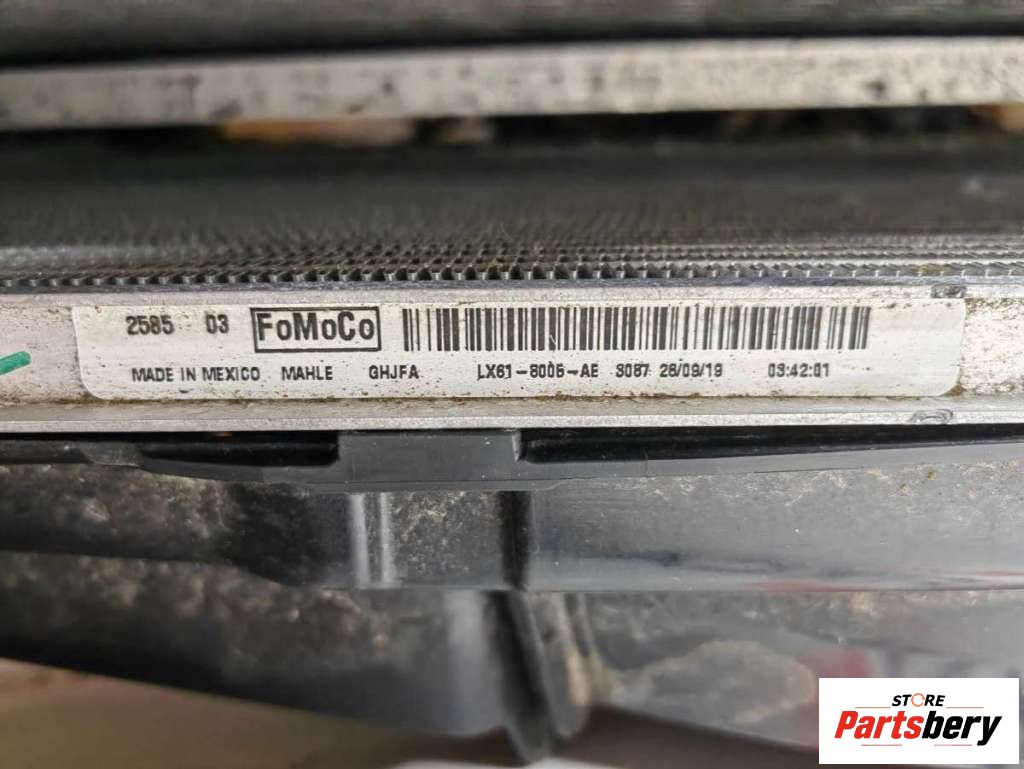 2585 03 FoMoCo
MADE IN MEXICO MAHLE GHJFA LX61-8005-AE 3087 26/09/19 03:42:01
STORE
Partsbery